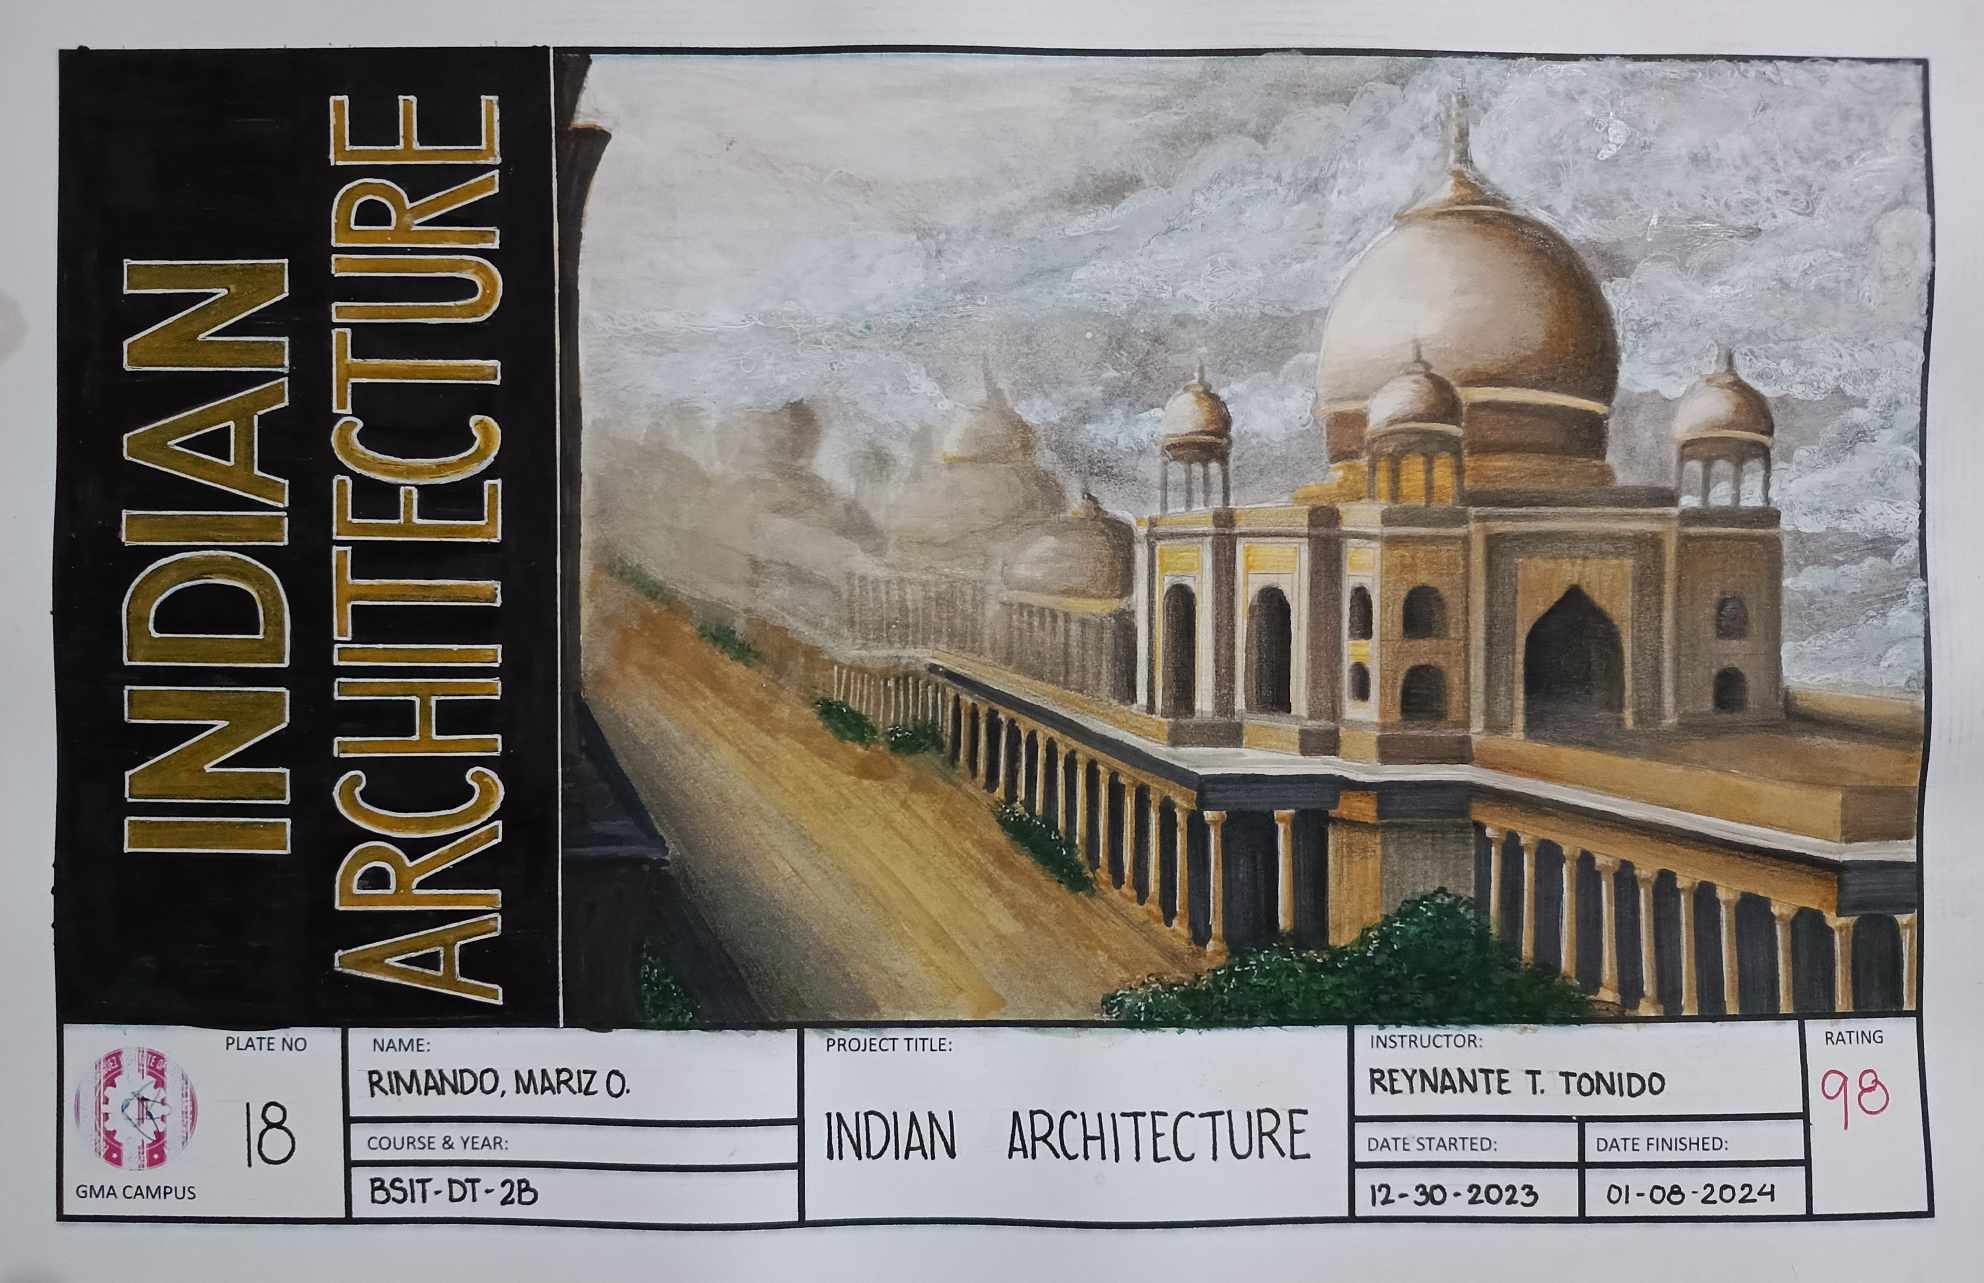 INDIAN
ARCHITECTURE
PLATE NO
18
GMA CAMPUS
NAME:
RIMANDO, MARIZ O.
COURSE & YEAR:
BSIT-DT-2B
PROJECT TITLE:
INDIAN ARCHITECTURE
INSTRUCTOR:
REYNANTE T. TONIDO
DATE STARTED:
12-30-2023
DATE FINISHED:
01-08-2024
RATING
98